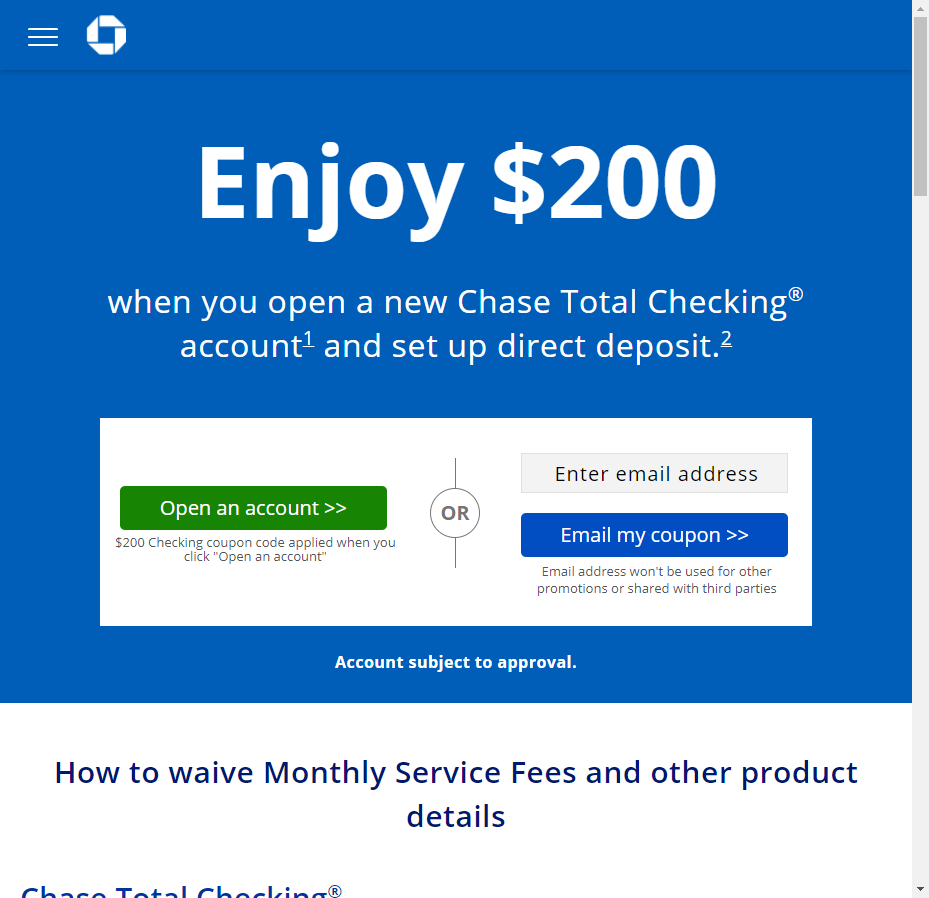 Enjoy $200
when you open a new Chase Total Checking®
account1 and set up direct deposit.2
Open an account >>
$200 Checking coupon code applied when you
click "Open an account"
OR
Enter email address
Email my coupon >>
Email address won't be used for other
promotions or shared with third parties
Account subject to approval.
How to waive Monthly Service Fees and other product
details
Chase Total Checking®